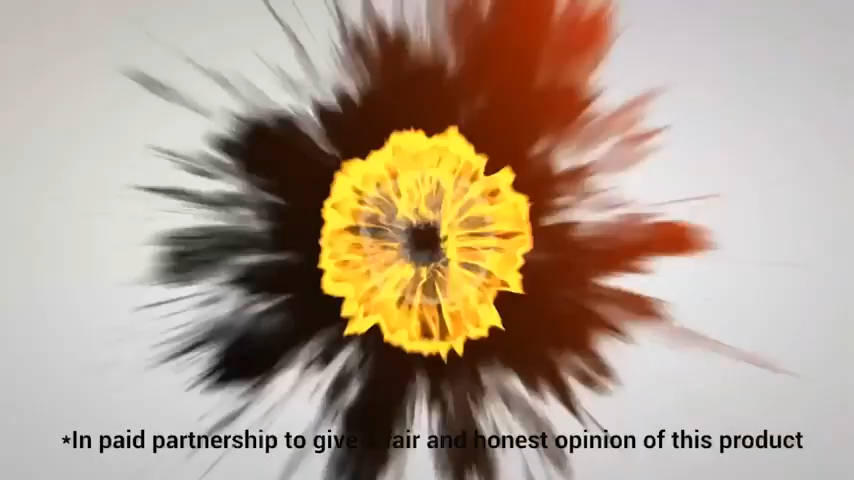 *In paid partnership to give a fair and honest opinion of this product